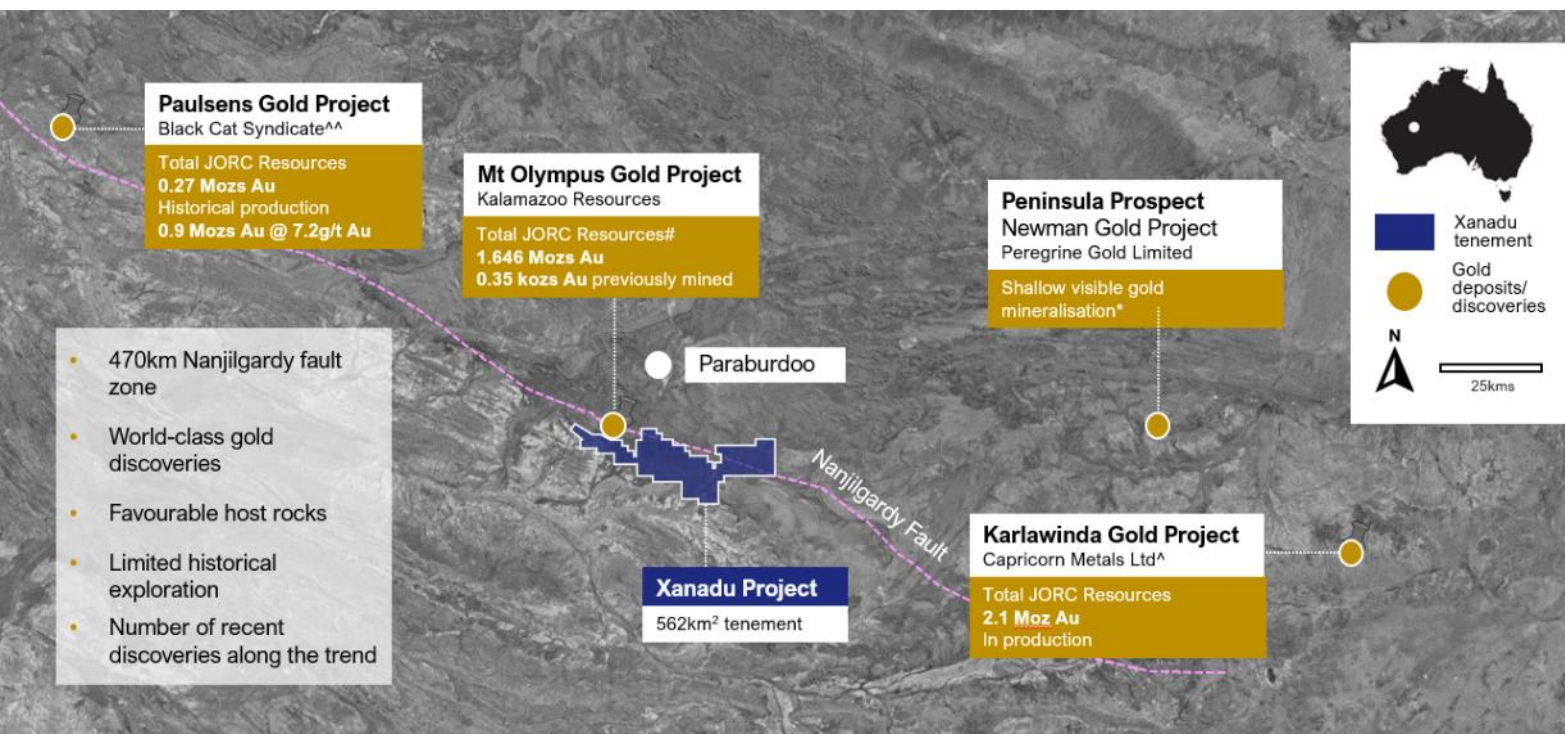 Paulsens Gold Project
Black Cat Syndicate^^
Total JORC Resources
0.27 Mozs Au
Historical production
0.9 Mozs Au @ 7.2g/t Au
Mt Olympus Gold Project
Kalamazoo Resources
Total JORC Resources#
1.646 Mozs Au
0.35 kozs Au previously mined
Peninsula Prospect
Newman Gold Project
Peregrine Gold Limited
Shallow visible gold
mineralisation*
Xanadu
tenement
Gold
deposits/
discoveries
N
25kms
• 470km Nanjilgardy fault
zone
• World-class gold
discoveries
• Favourable host rocks
• Limited historical
exploration
• Number of recent
discoveries along the trend
Paraburdoo
Nanjilgardy Fault
Xanadu Project
562km² tenement
Karlawinda Gold Project
Capricorn Metals Ltd^
Total JORC Resources
2.1 Moz Au
In production